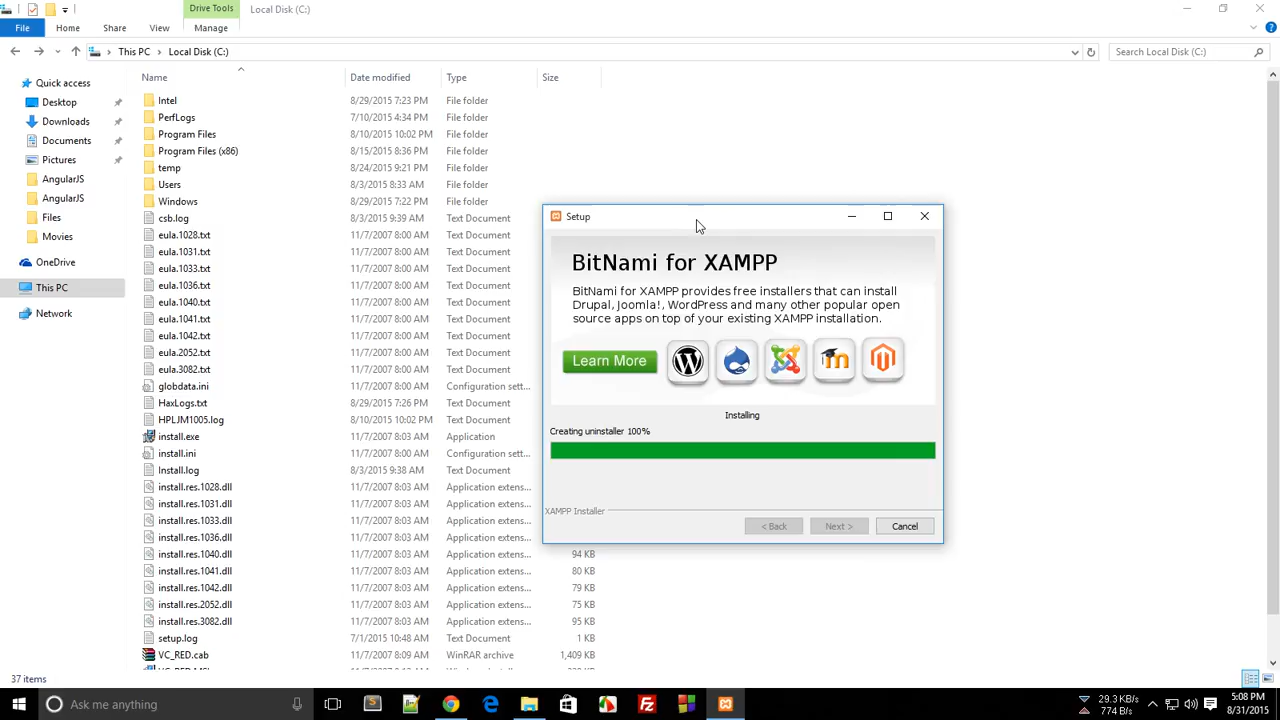 Drive Tools
Local Disk (C:)
File
Home
Share
View
Manage
This PC
Local Disk (C:)
Search Local Disk (C:)
Name
Date modified
Type
Size
Quick access
Desktop
Downloads
Documents
Pictures
AngularJS
AngularJS
Files
Movies
OneDrive
This PC
Network
Intel 8/29/2015 7:23 PM File folder
PerfLogs 7/10/2015 4:34 PM File folder
Program Files 8/10/2015 10:02 PM File folder
Program Files (x86) 8/15/2015 8:36 PM File folder
temp 8/24/2015 9:21 PM File folder
Users 8/3/2015 8:33 AM File folder
Windows 8/29/2015 7:22 PM File folder
csb.log 8/3/2015 9:39 AM Text Document
eula.1028.txt 11/7/2007 8:00 AM Text Document
eula.1031.txt 11/7/2007 8:00 AM Text Document
eula.1033.txt 11/7/2007 8:00 AM Text Document
eula.1036.txt 11/7/2007 8:00 AM Text Document
eula.1040.txt 11/7/2007 8:00 AM Text Document
eula.1041.txt 11/7/2007 8:00 AM Text Document
eula.1042.txt 11/7/2007 8:00 AM Text Document
eula.2052.txt 11/7/2007 8:00 AM Text Document
eula.3082.txt 11/7/2007 8:00 AM Text Document
globdata.ini 11/7/2007 8:00 AM Configuration sett...
HaxLogs.txt 8/29/2015 7:26 PM Text Document
HPLJM1005.log 8/10/2015 10:02 PM Text Document
install.exe 11/7/2007 8:03 AM Application
install.ini 11/7/2007 8:00 AM Configuration sett...
Install.log 8/3/2015 9:38 AM Text Document
install.res.1028.dll 11/7/2007 8:03 AM Application extens...
install.res.1031.dll 11/7/2007 8:03 AM Application extens...
install.res.1033.dll 11/7/2007 8:03 AM Application extens...
install.res.1036.dll 11/7/2007 8:03 AM Application extens...
install.res.1040.dll 11/7/2007 8:03 AM Application extens... 94 KB
install.res.1041.dll 11/7/2007 8:03 AM Application extens... 80 KB
install.res.1042.dll 11/7/2007 8:03 AM Application extens... 79 KB
install.res.2052.dll 11/7/2007 8:03 AM Application extens... 75 KB
install.res.3082.dll 11/7/2007 8:03 AM Application extens... 95 KB
setup.log 7/1/2015 10:48 AM Text Document 1 KB
VC_RED.cab 11/7/2007 8:09 AM WinRAR archive 1,409 KB
Setup
BitNami for XAMPP
BitNami for XAMPP provides free installers that can install
Drupal, Joomla!, WordPress and many other popular open
source apps on top of your existing XAMPP installation.
Learn More
Installing
Creating uninstaller 100%
XAMPP Installer
< Back
Next >
Cancel
37 items
Ask me anything
29.3 KB/s
774 B/s
5:08 PM
8/31/2015